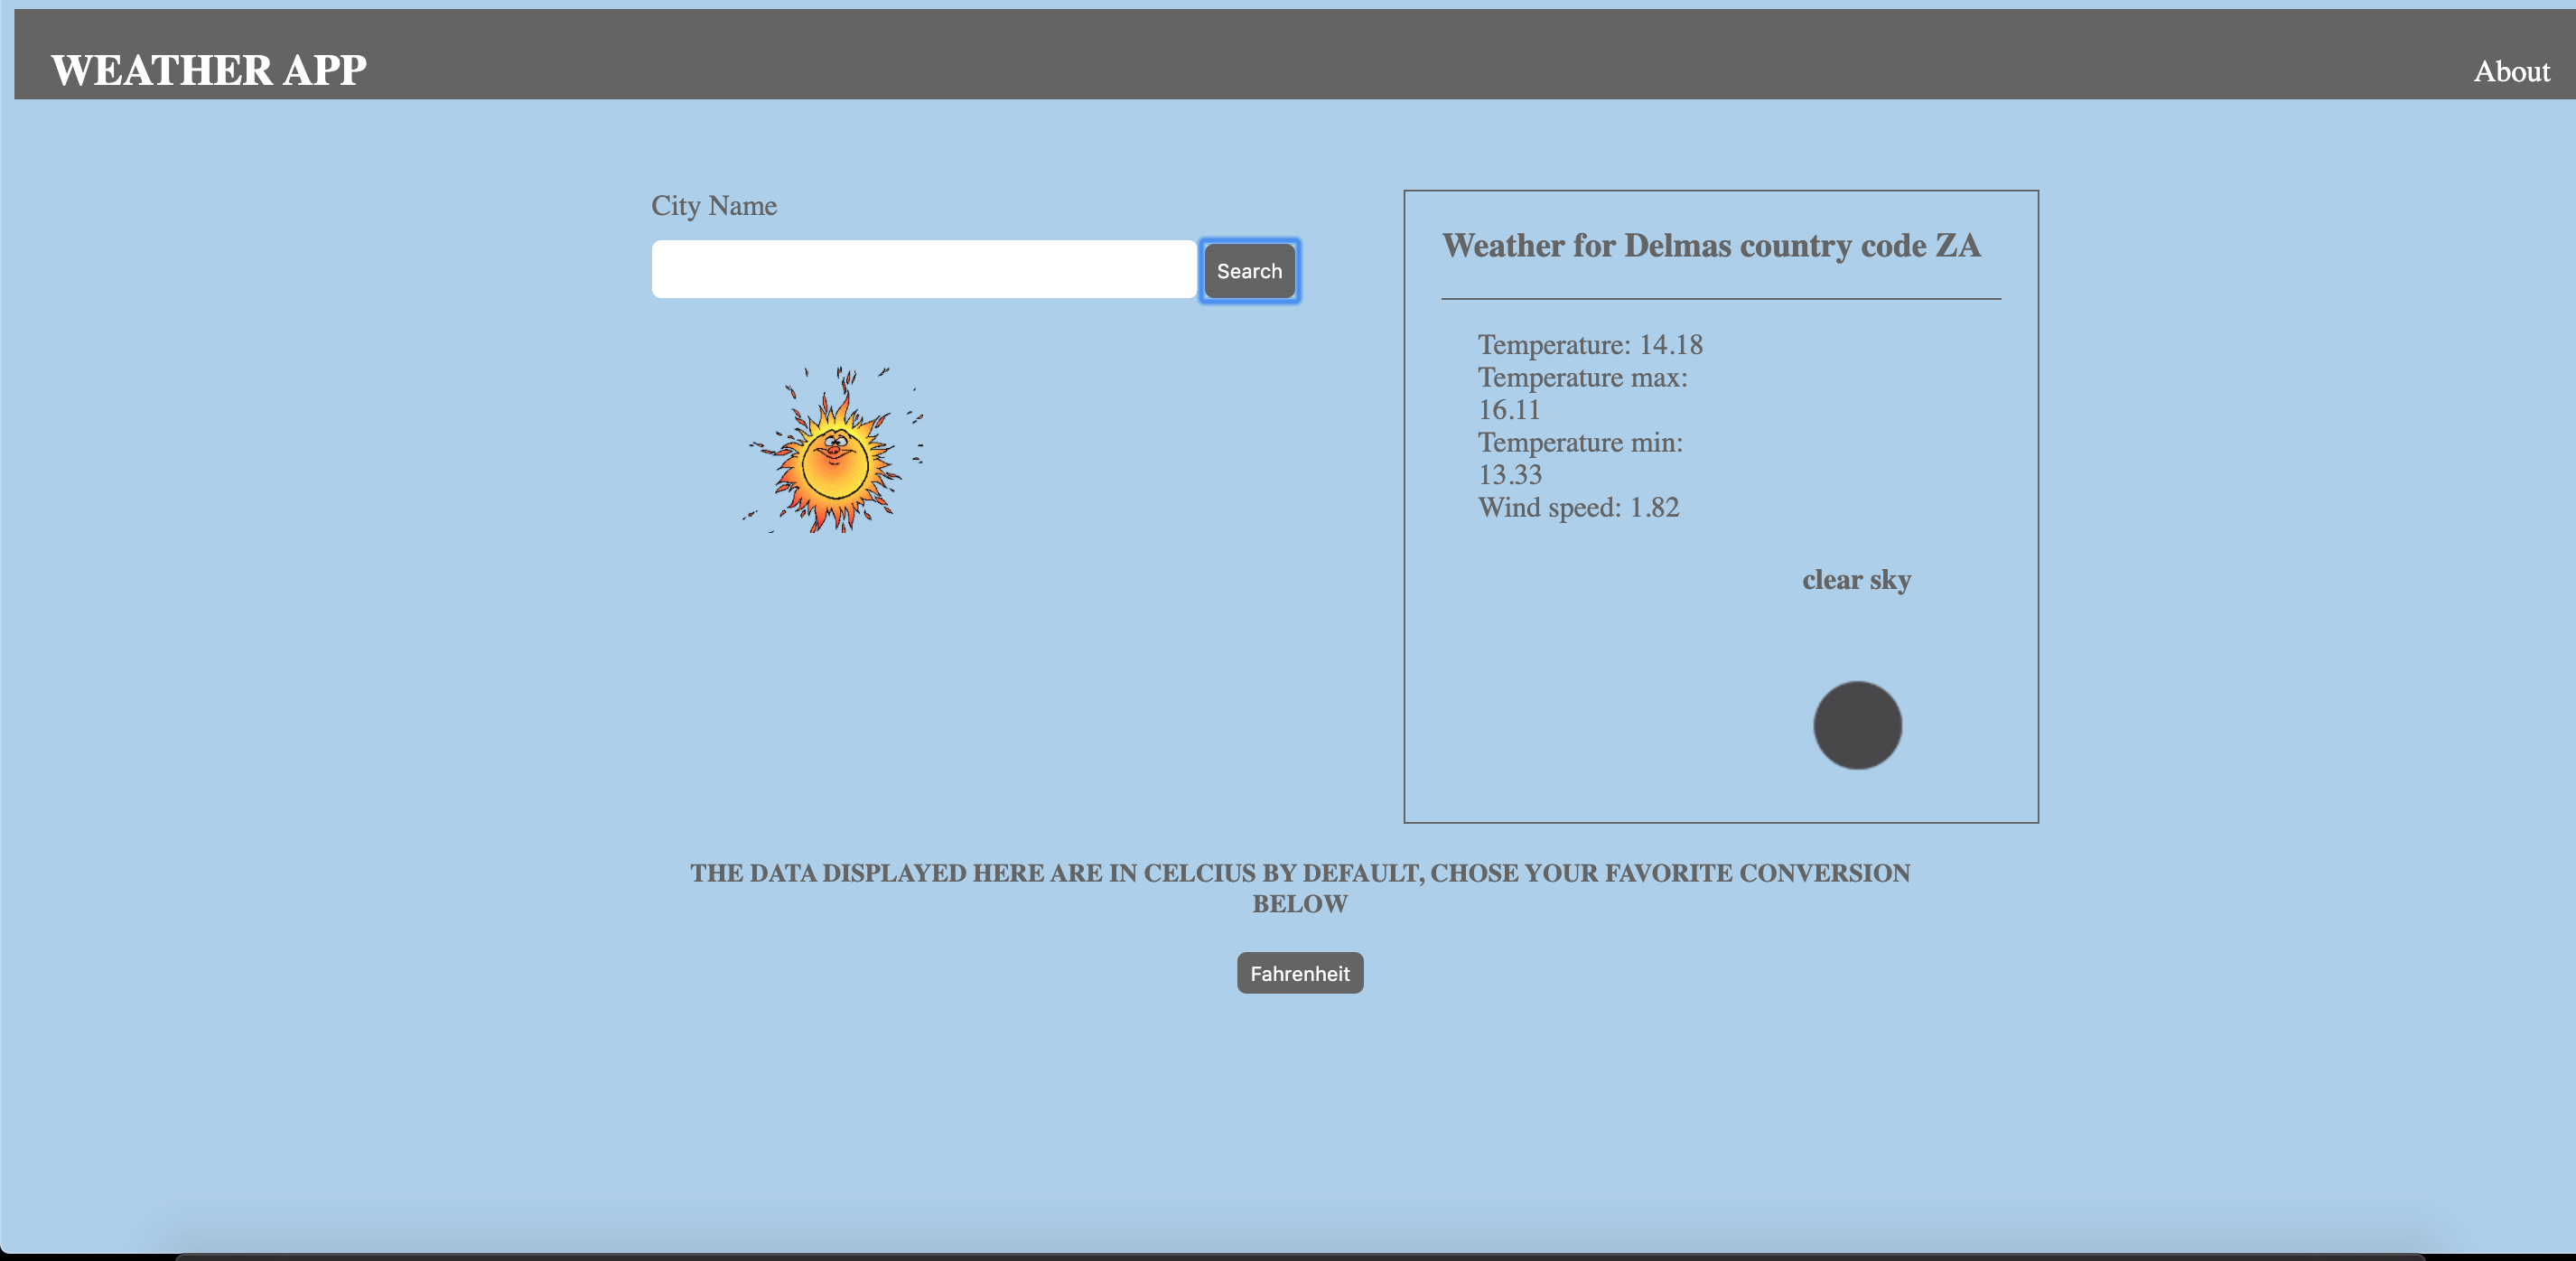 WEATHER APP
About
City Name
Search
Weather for Delmas country code ZA
Temperature: 14.18
Temperature max:
16.11
Temperature min:
13.33
Wind speed: 1.82
clear sky
THE DATA DISPLAYED HERE ARE IN CELCIUS BY DEFAULT, CHOSE YOUR FAVORITE CONVERSION
BELOW
Fahrenheit